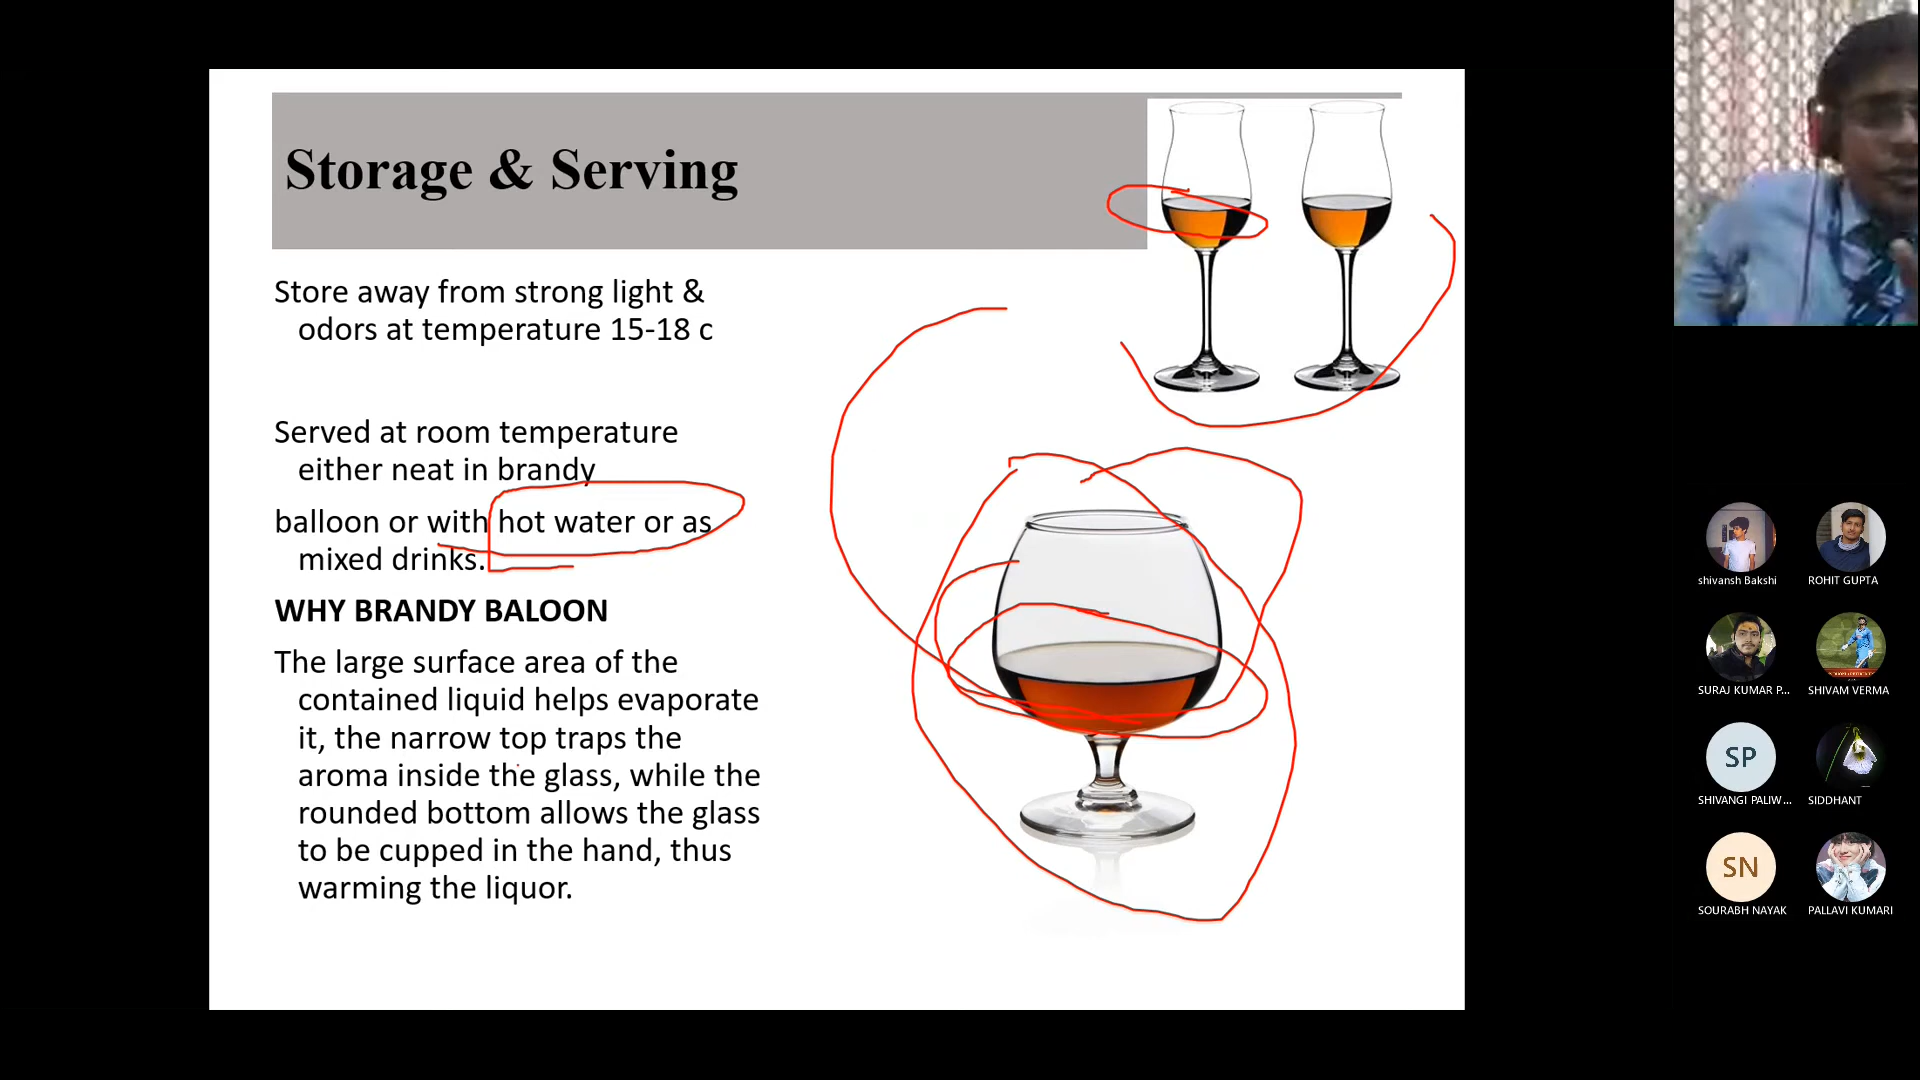 Storage & Serving
Store away from strong light &
odors at temperature 15-18 c
Served at room temperature
either neat in brandy
balloon or with hot water or as
mixed drinks.
WHY BRANDY BALOON
The large surface area of the
contained liquid helps evaporate
it, the narrow top traps the
aroma inside the glass, while the
rounded bottom allows the glass
to be cupped in the hand, thus
warming the liquor.
shivansh Bakshi
ROHIT GUPTA
SURAJ KUMAR P...
SHIVAM VERMA
SP
SHIVANGI PALIW...
SIDDHANT
SN
SOURABH NAYAK
PALLAVI KUMARI